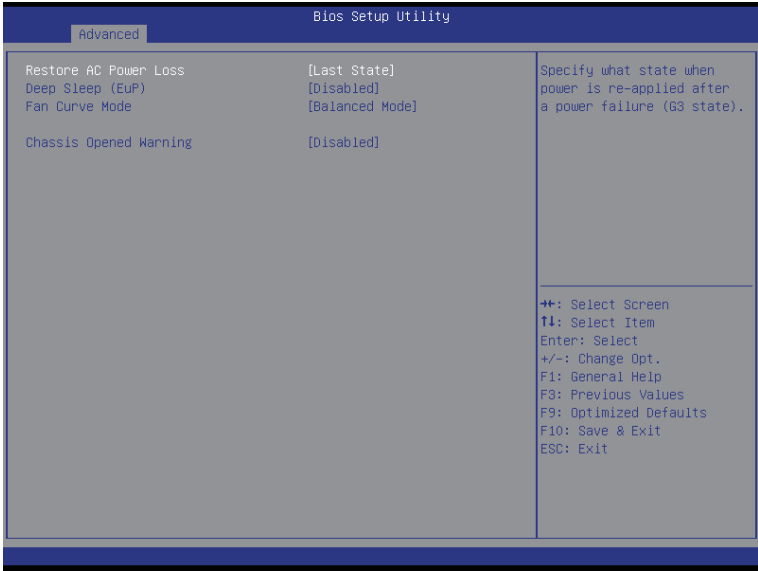 Bios Setup Utility
Advanced
Restore AC Power Loss [Last State]
Deep Sleep (EuP) [Disabled]
Fan Curve Mode [Balanced Mode]
Chassis Opened Warning [Disabled]
Specify what state when
power is re-applied after
a power failure (G3 state).
→←: Select Screen
↑↓: Select Item
Enter: Select
+/-: Change Opt.
F1: General Help
F3: Previous Values
F9: Optimized Defaults
F10: Save & Exit
ESC: Exit